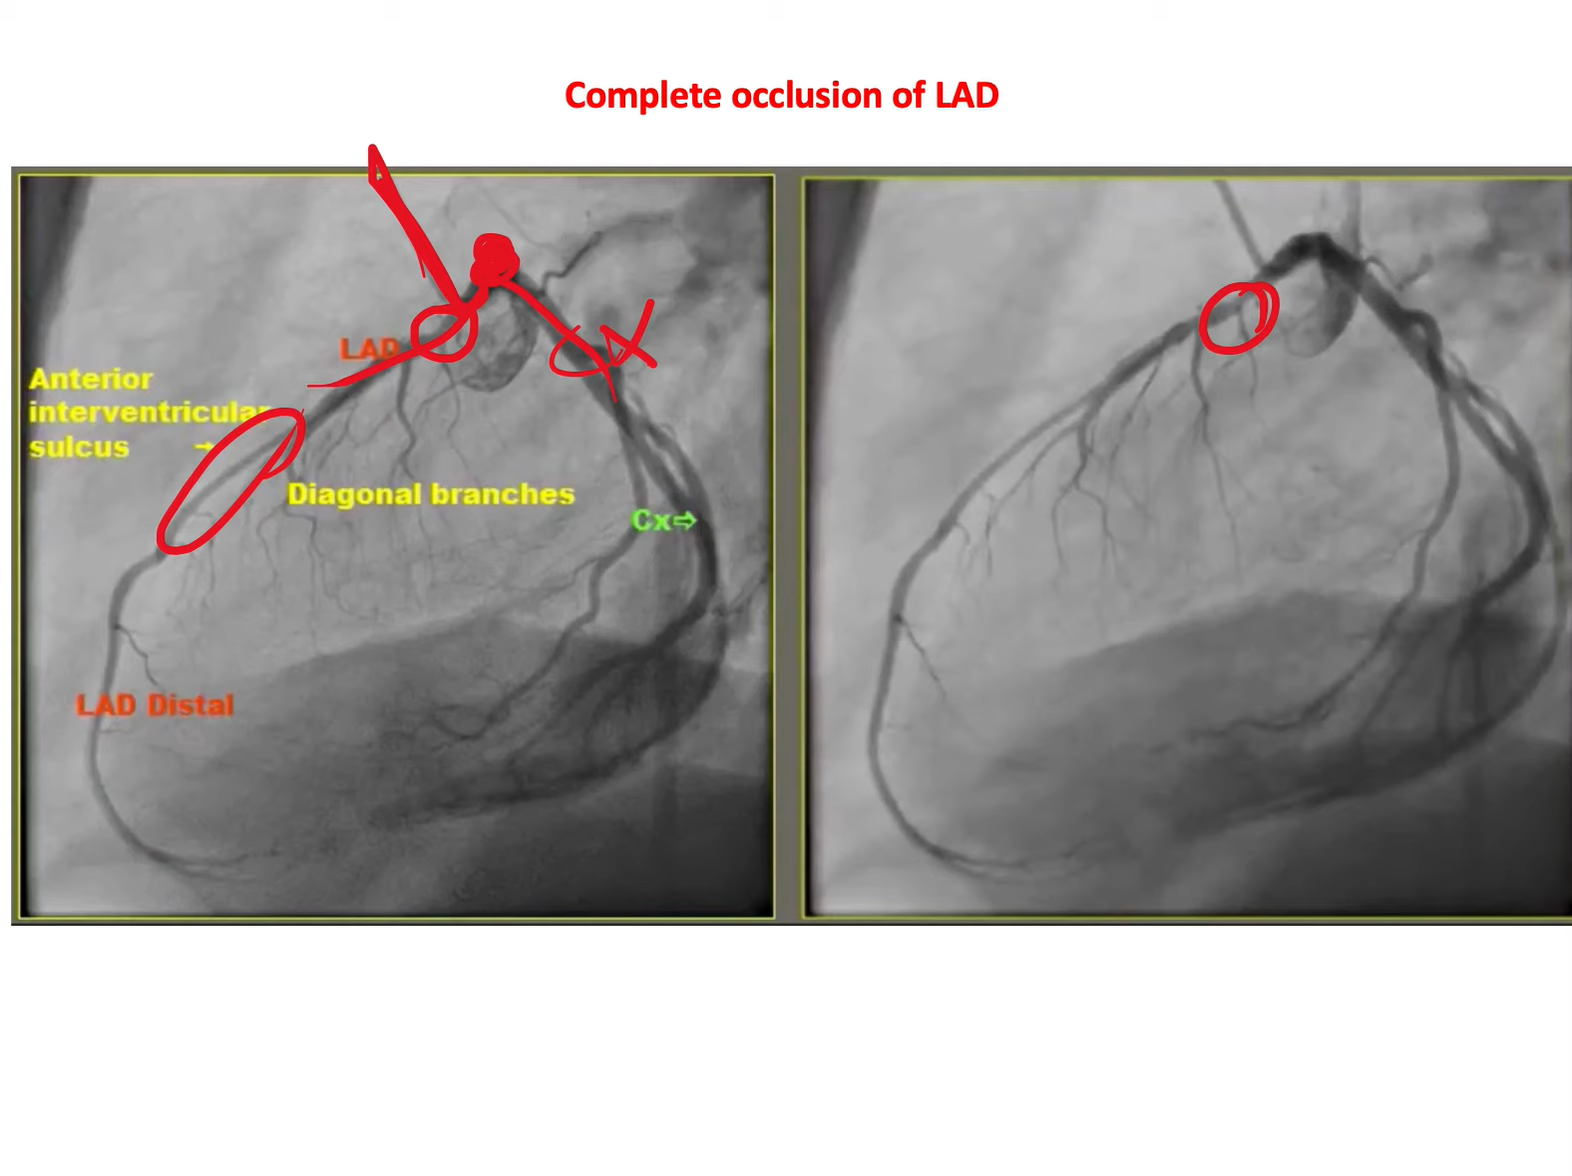 Complete occlusion of LAD
LAD
Anterior
interventricular
sulcus →
Diagonal branches
Cx⇨
LAD Distal